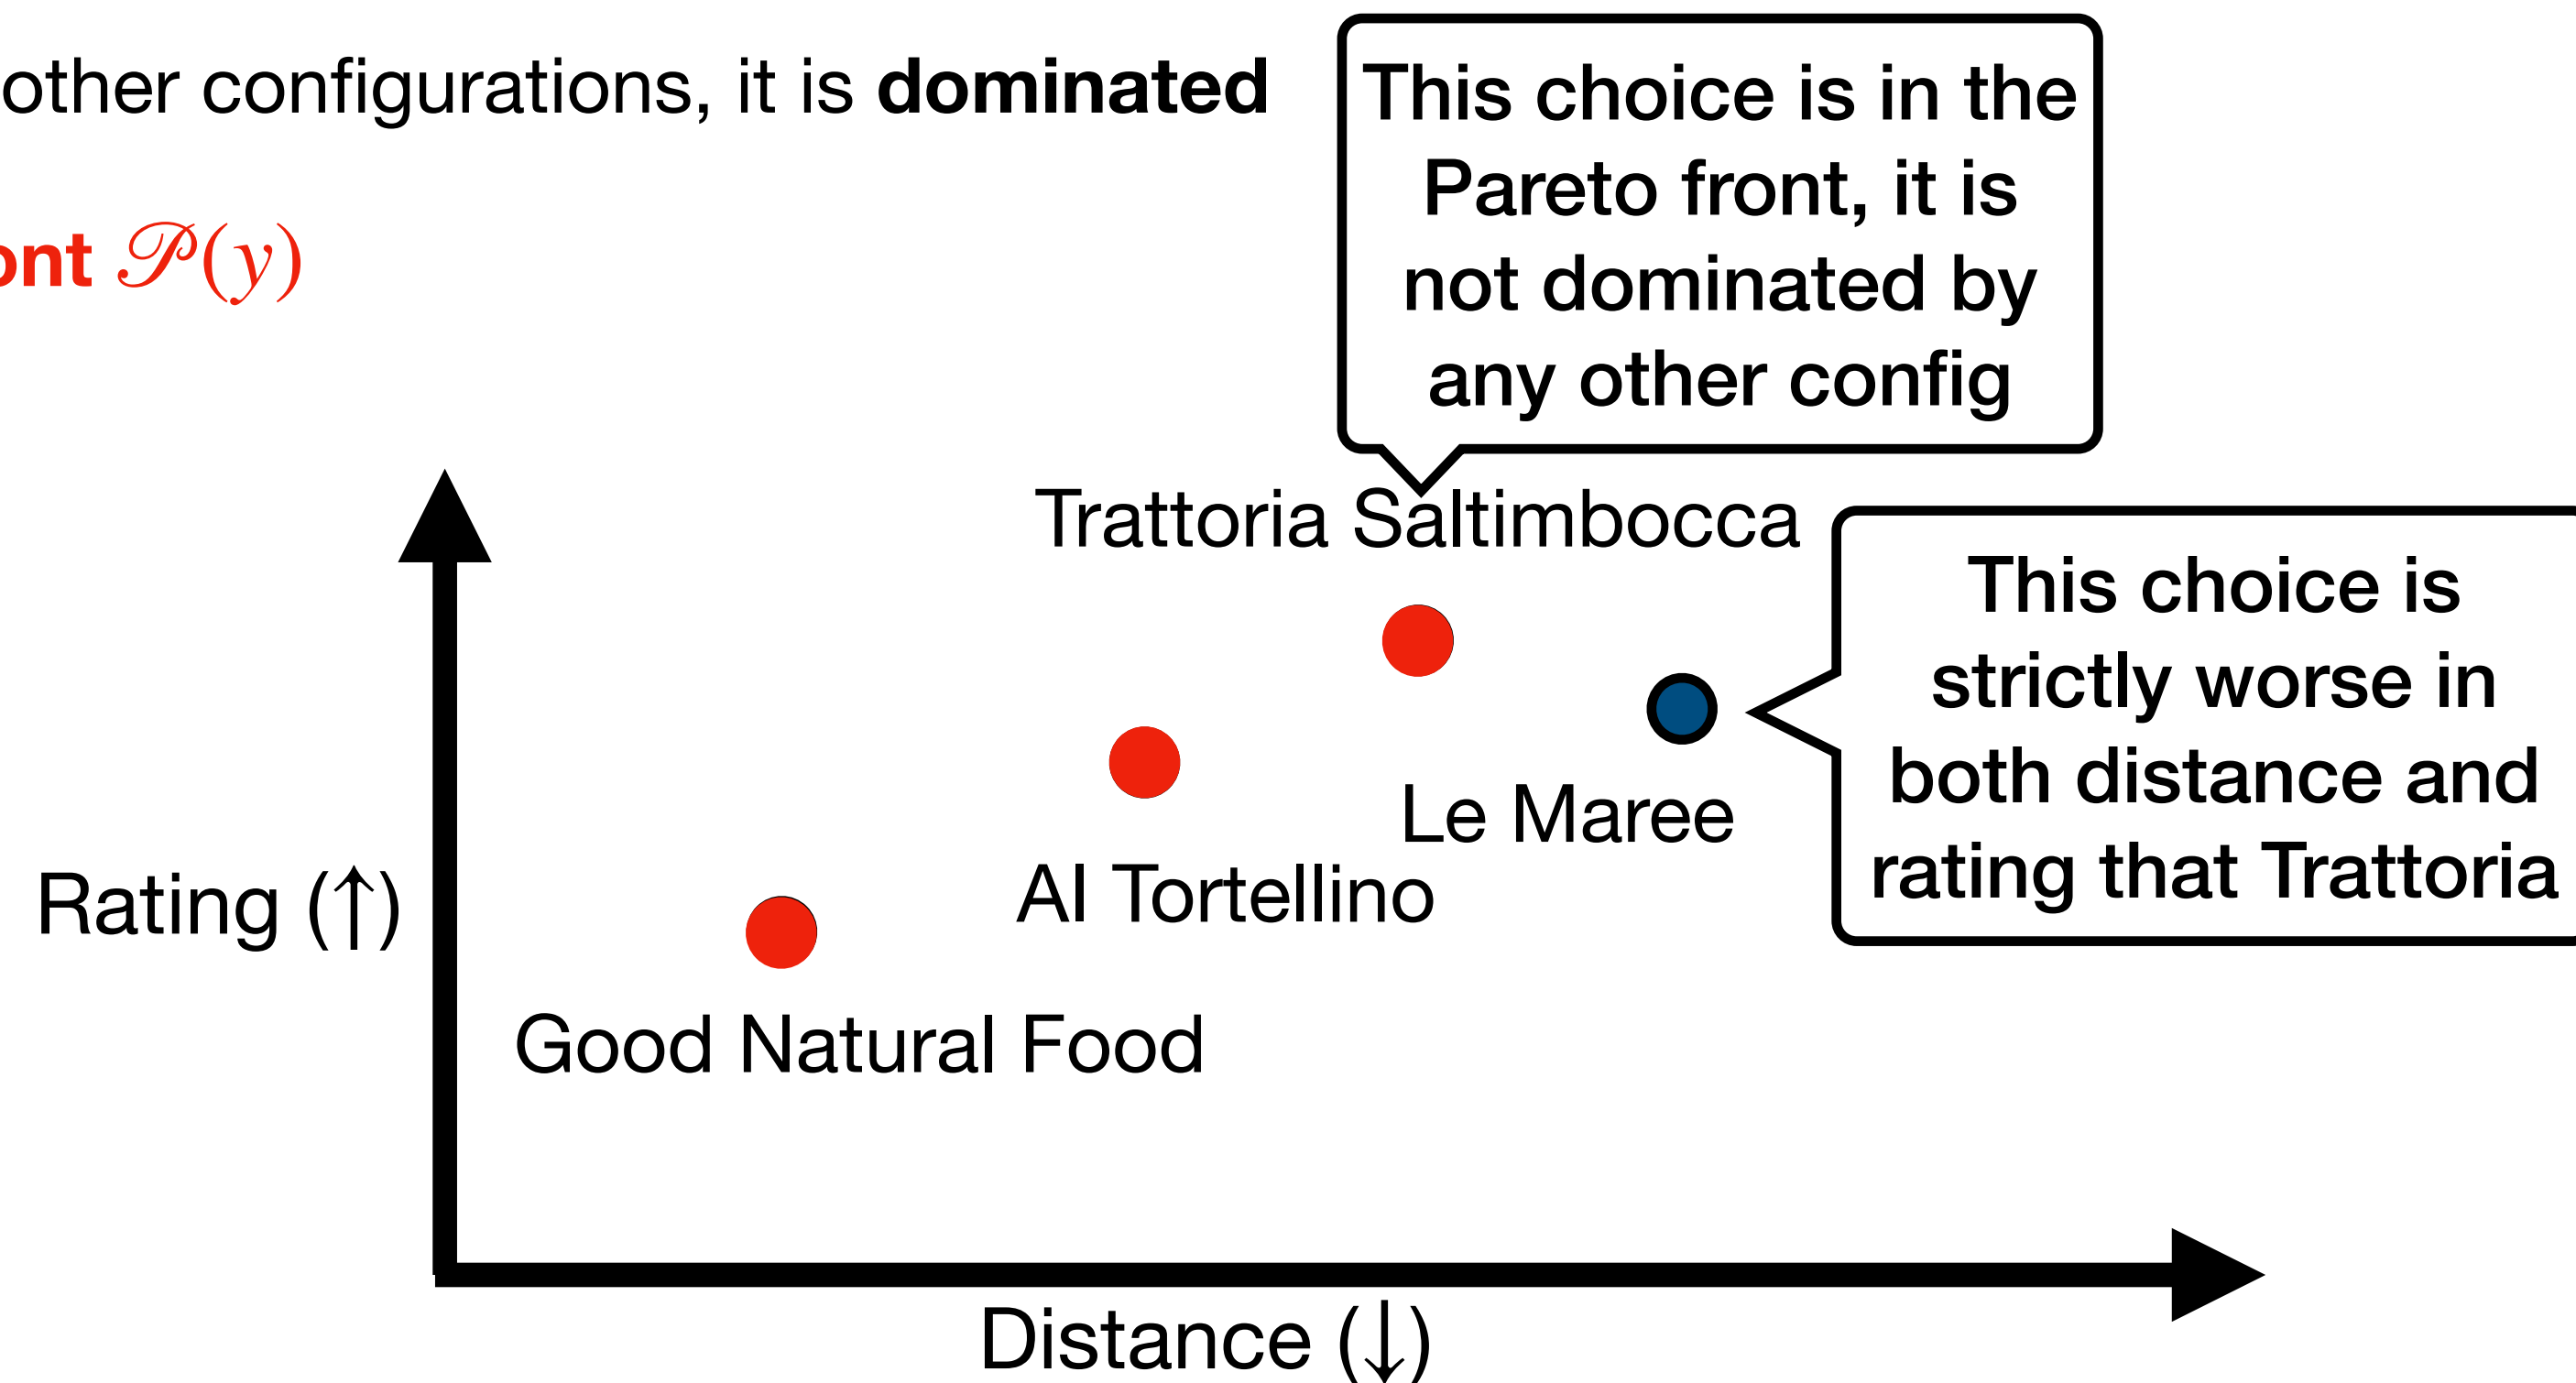 other configurations, it is dominated
This choice is in the
Pareto front, it is
not dominated by
any other config
𝒫(y)
Trattoria Saltimbocca
This choice is
strictly worse in
both distance and
rating that Trattoria
Le Maree
Al Tortellino
Rating (↑)
Good Natural Food
Distance (↓)